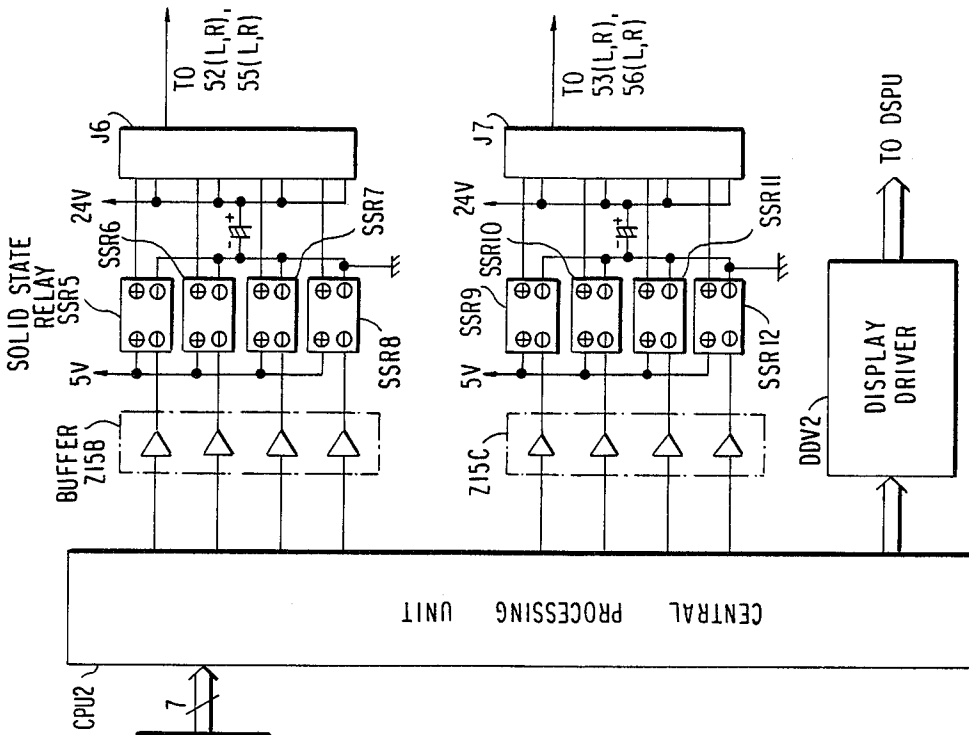 SOLID STATE
RELAY
SSR5
SSR6
SSR7
SSR8
5V
24V
- +
J6
TO
52(L,R),
55(L,R)
BUFFER
Z15B
SSR9
SSR10
SSR11
SSR12
5V
24V
- +
J7
TO
53(L,R),
56(L,R)
Z15C
CPU2
7
CENTRAL
PROCESSING
UNIT
DDV2
DISPLAY
DRIVER
TO DSPU